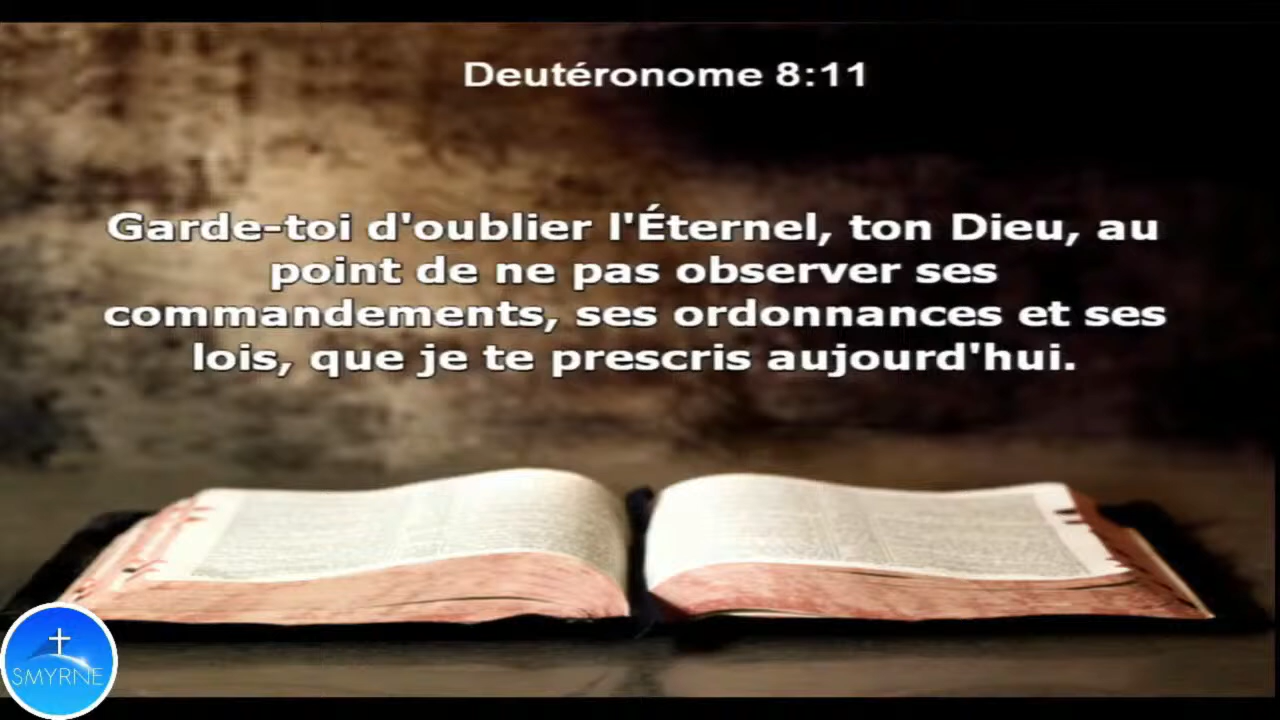 Deutéronome 8:11
Garde-toi d'oublier l'Éternel, ton Dieu, au
point de ne pas observer ses
commandements, ses ordonnances et ses
lois, que je te prescris aujourd'hui.
SMYRNE